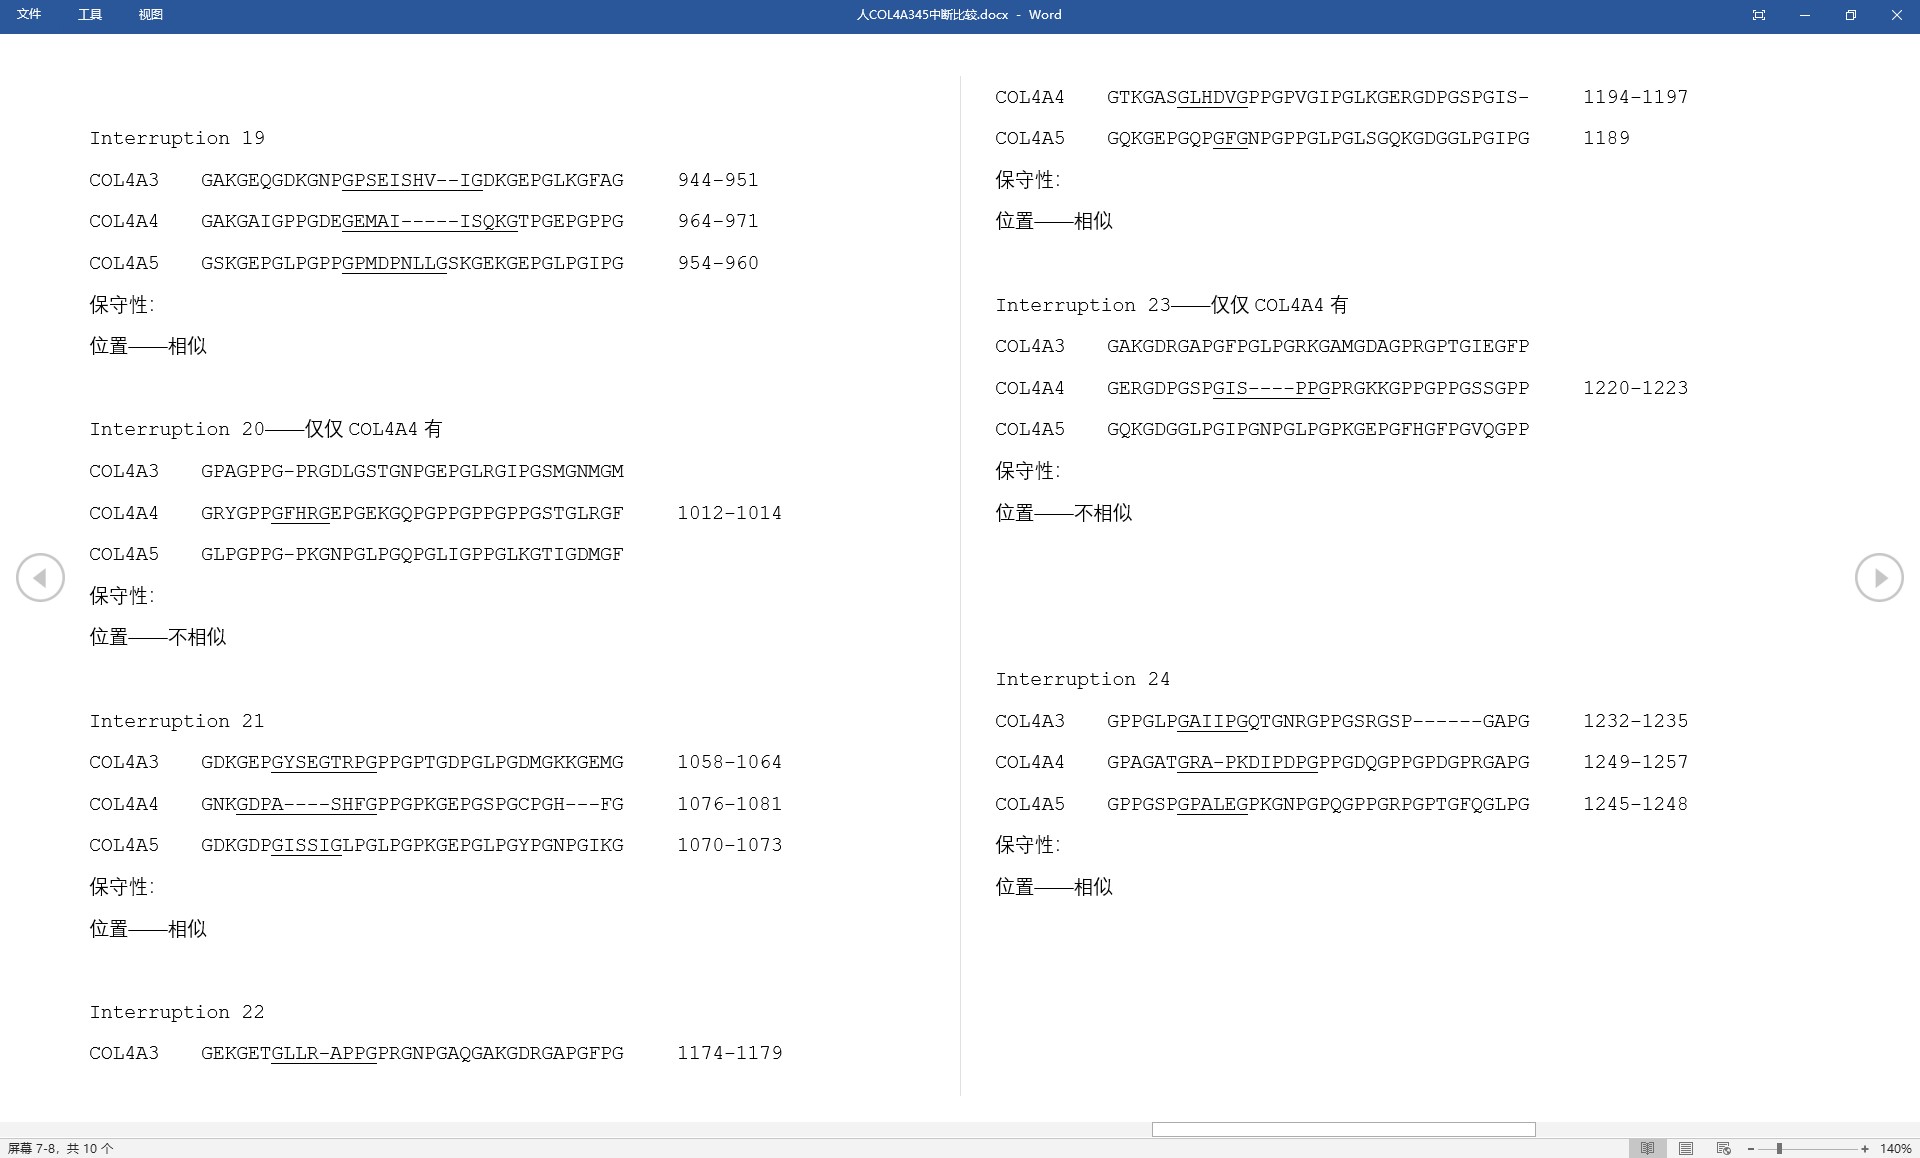 文件 工具 视图 人COL4A345中断比较.docx - Word
Interruption 19
COL4A3 GAKGEQGDKGNPGPSEISHV--IGDKGEPGLKGFAG 944-951
COL4A4 GAKGAIGPPGDEGEMAI-----ISQKGTPGEPGPPG 964-971
COL4A5 GSKGEPGLPGPPGPMDPNLLGSKGEKGEPGLPGIPG 954-960
保守性:
位置——相似
Interruption 20——仅仅 COL4A4 有
COL4A3 GPAGPPG-PRGDLGSTGNPGEPGLRGIPGSMGNMGM
COL4A4 GRYGPPGFHRGEPGEKGQPGPPGPPGPPGSTGLRGF 1012-1014
COL4A5 GLPGPPG-PKGNPGLPGQPGLIGPPGLKGTIGDMGF
保守性:
位置——不相似
Interruption 21
COL4A3 GDKGEPGYSEGTRPGPPGPTGDPGLPGDMGKKGEMG 1058-1064
COL4A4 GNKGDPA----SHFGPPGPKGEPGSPGCPGH---FG 1076-1081
COL4A5 GDKGDPGISSIGLPGLPGPKGEPGLPGYPGNPGIKG 1070-1073
保守性:
位置——相似
Interruption 22
COL4A3 GEKGETGLLR-APPGPRGNPGAQGAKGDRGAPGFPG 1174-1179
COL4A4 GTKGASGLHDVGPPGPVGIPGLKGERGDPGSPGIS- 1194-1197
COL4A5 GQKGEPGQPGFGNPGPPGLPGLSGQKGDGGLPGIPG 1189
保守性:
位置——相似
Interruption 23——仅仅 COL4A4 有
COL4A3 GAKGDRGAPGFPGLPGRKGAMGDAGPRGPTGIEGFP
COL4A4 GERGDPGSPGIS----PPGPRGKKGPPGPPGSSGPP 1220-1223
COL4A5 GQKGDGGLPGIPGNPGLPGPKGEPGFHGFPGVQGPP
保守性:
位置——不相似
Interruption 24
COL4A3 GPPGLPGAIIPGQTGNRGPPGSRGSP------GAPG 1232-1235
COL4A4 GPAGATGRA-PKDIPDPGPPGDQGPPGPDGPRGAPG 1249-1257
COL4A5 GPPGSPGPALEGPKGNPGPQGPPGRPGPTGFQGLPG 1245-1248
保守性:
位置——相似
屏幕 7-8，共 10 个 140%